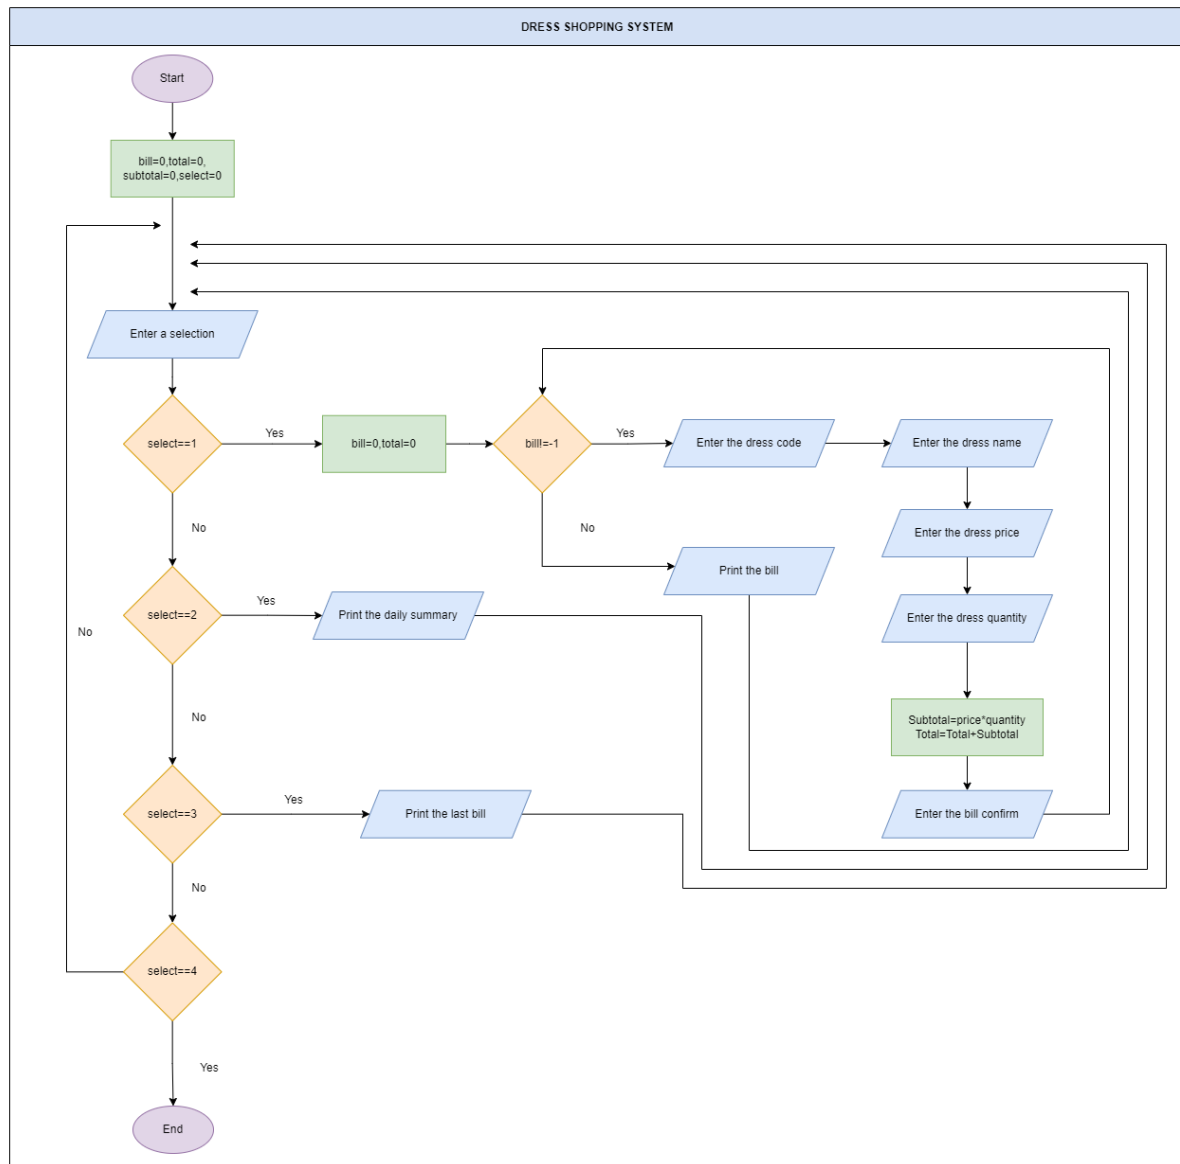 DRESS SHOPPING SYSTEM
Start
bill=0,total=0,
subtotal=0,select=0
Enter a selection
select==1
Yes
bill=0,total=0
bill!=-1
Yes
Enter the dress code
Enter the dress name
No
No
Print the bill
Enter the dress price
select==2
Yes
Print the daily summary
Enter the dress quantity
No
No
Subtotal=price*quantity
Total=Total+Subtotal
select==3
Yes
Print the last bill
Enter the bill confirm
No
select==4
Yes
End